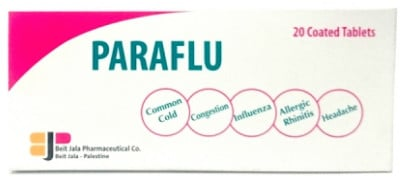 20 Coated Tablets
PARAFLU
Common
Cold
Congestion
Influenza
Allergic
Rhinitis
Headache
Beit Jala Pharmaceutical Co.
Beit Jala - Palestine